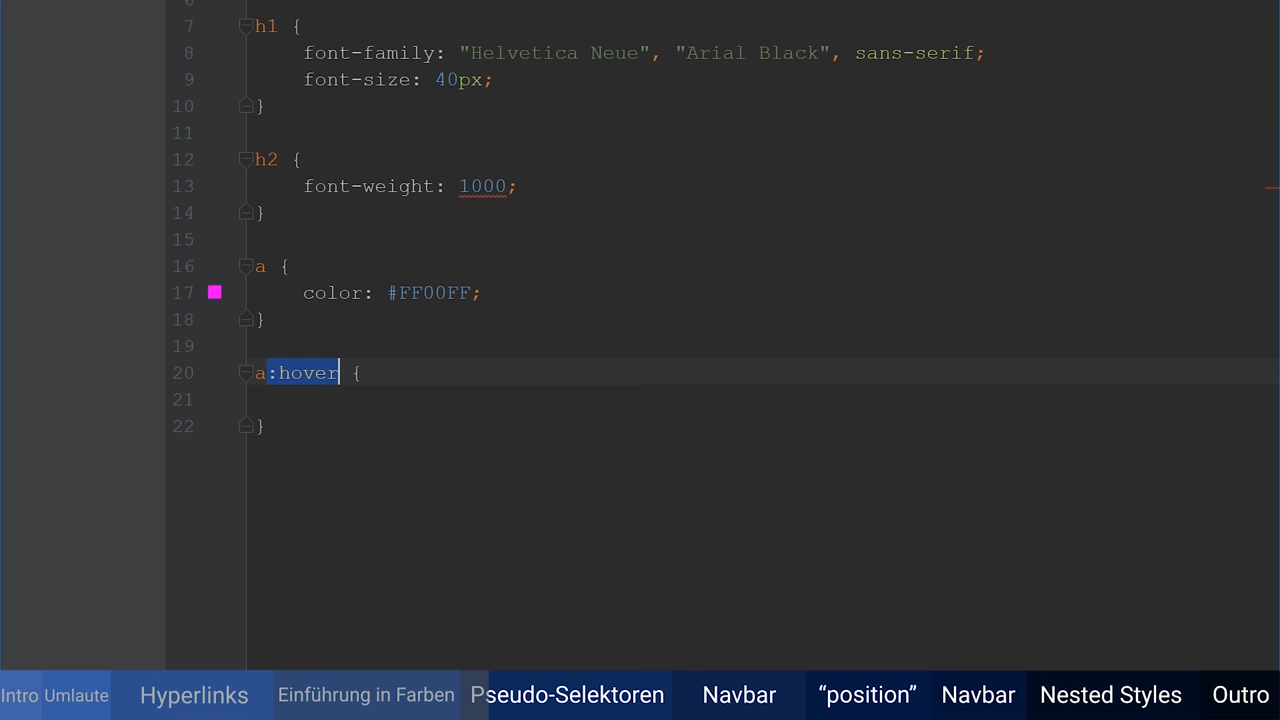 6
7 h1 {
8 font-family: "Helvetica Neue", "Arial Black", sans-serif;
9 font-size: 40px;
10 }
11
12 h2 {
13 font-weight: 1000;
14 }
15
16 a {
17 color: #FF00FF;
18 }
19
20 a:hover {
21
22 }
Intro Umlaute Hyperlinks Einführung in Farben Pseudo-Selektoren Navbar “position” Navbar Nested Styles Outro